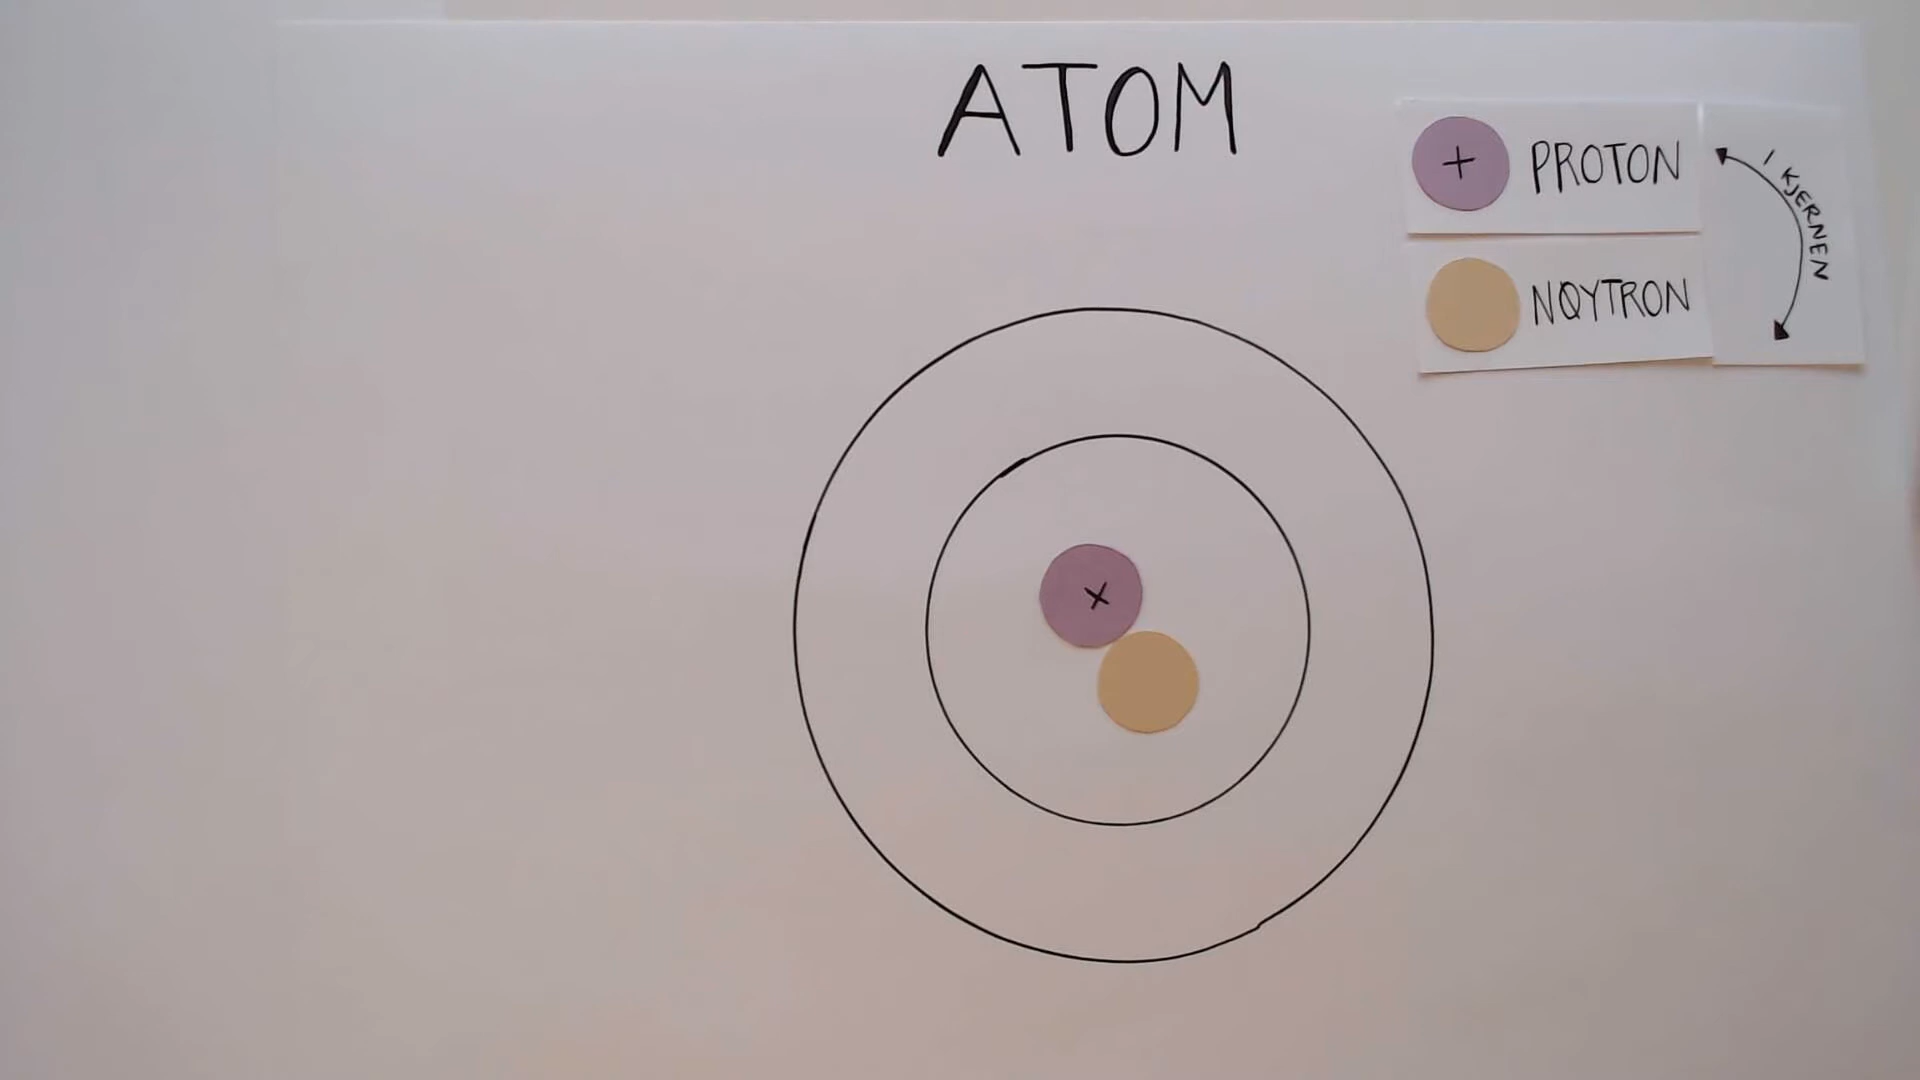 ATOM
+ PROTON
NØYTRON
I KJERNEN
+